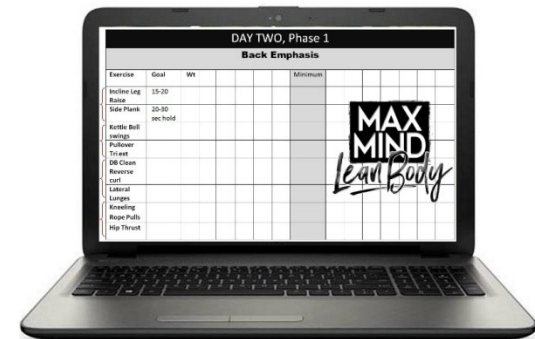 DAY TWO, Phase 1
Back Emphasis
Exercise Goal Wt Minimum
Incline Leg 15-20
Raise
Side Plank 20-30
sec hold
Kettle Bell
swings
Pullover
Tri ext
DB Clean
Reverse
curl
Lateral
Lunges
Kneeling
Rope Pulls
Hip Thrust
MAX
MIND
Lean Body